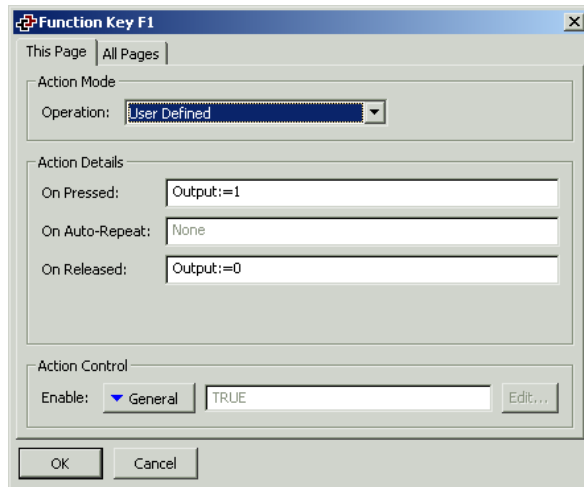 Function Key F1
This Page All Pages
Action Mode
Operation: User Defined
Action Details
On Pressed: Output:=1
On Auto-Repeat: None
On Released: Output:=0
Action Control
Enable: General TRUE Edit...
OK Cancel